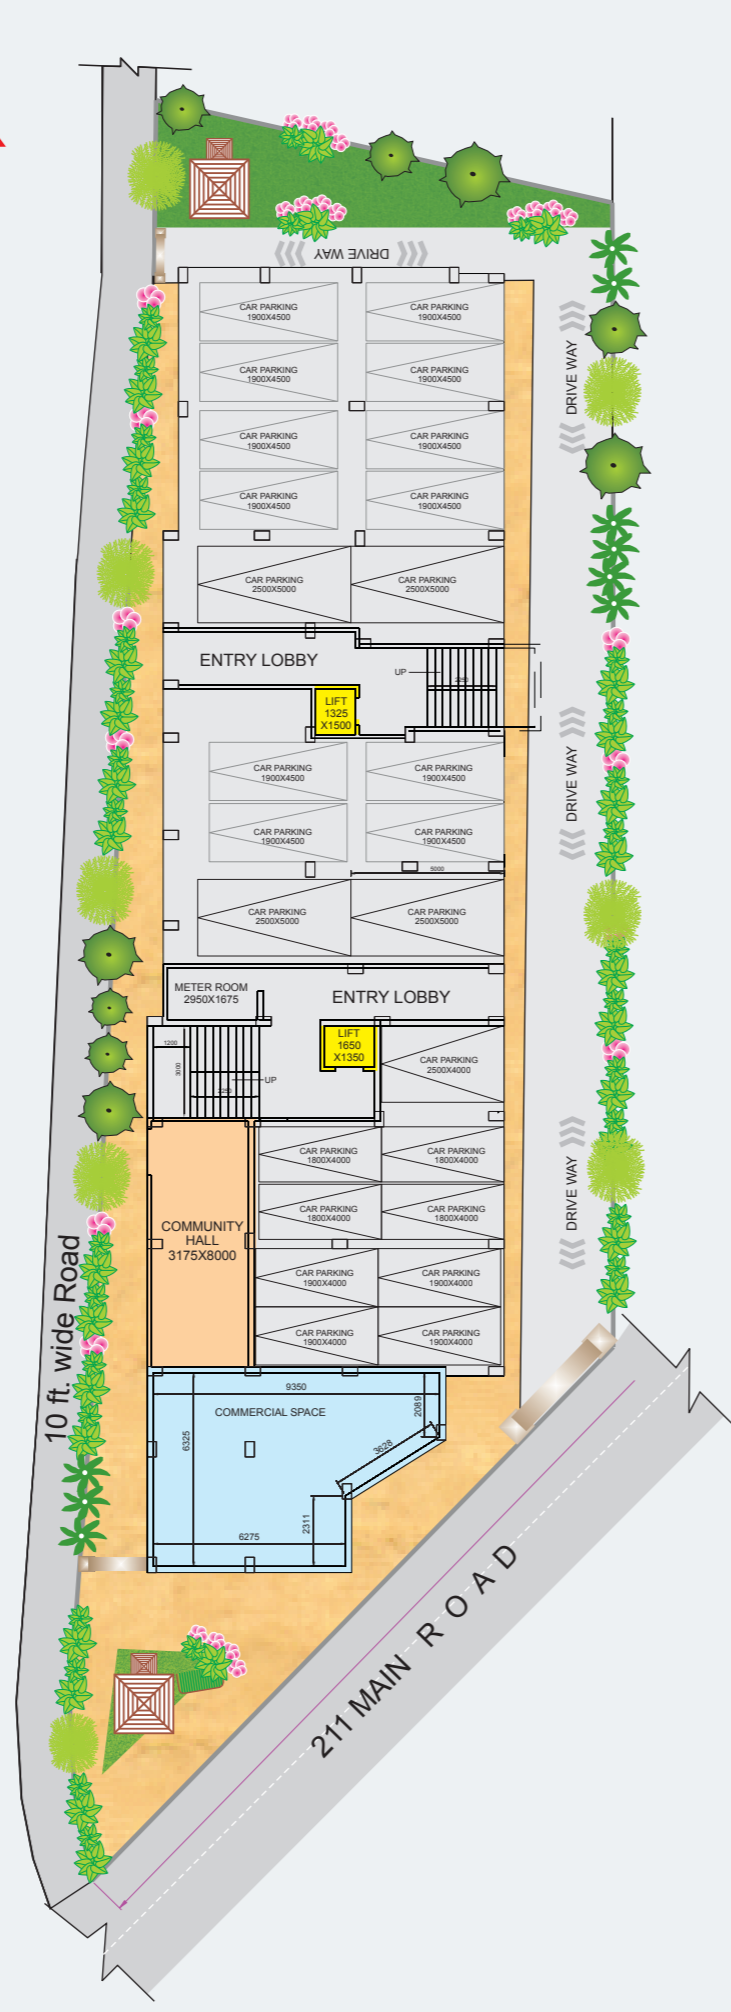 DRIVE WAY
CAR PARKING
1900X4500
CAR PARKING
1900X4500
CAR PARKING
1900X4500
CAR PARKING
1900X4500
DRIVE WAY
CAR PARKING
1900X4500
CAR PARKING
1900X4500
CAR PARKING
1900X4500
CAR PARKING
1900X4500
CAR PARKING
2500X5000
CAR PARKING
2500X5000
ENTRY LOBBY
UP
2250
LIFT
1325
X1500
CAR PARKING
1900X4500
CAR PARKING
1900X4500
DRIVE WAY
CAR PARKING
1900X4500
CAR PARKING
1900X4500
5000
CAR PARKING
2500X5000
CAR PARKING
2500X5000
METER ROOM
2950X1675
ENTRY LOBBY
LIFT
1650
X1350
1200
3000
2250
UP
CAR PARKING
2500X4000
CAR PARKING
1800X4000
CAR PARKING
1800X4000
CAR PARKING
1800X4000
CAR PARKING
1800X4000
DRIVE WAY
COMMUNITY
HALL
3175X8000
CAR PARKING
1900X4000
CAR PARKING
1900X4000
CAR PARKING
1900X4000
CAR PARKING
1900X4000
10 ft. wide Road
9350
COMMERCIAL SPACE
2089
6325
3628
2311
6275
211 MAIN ROAD